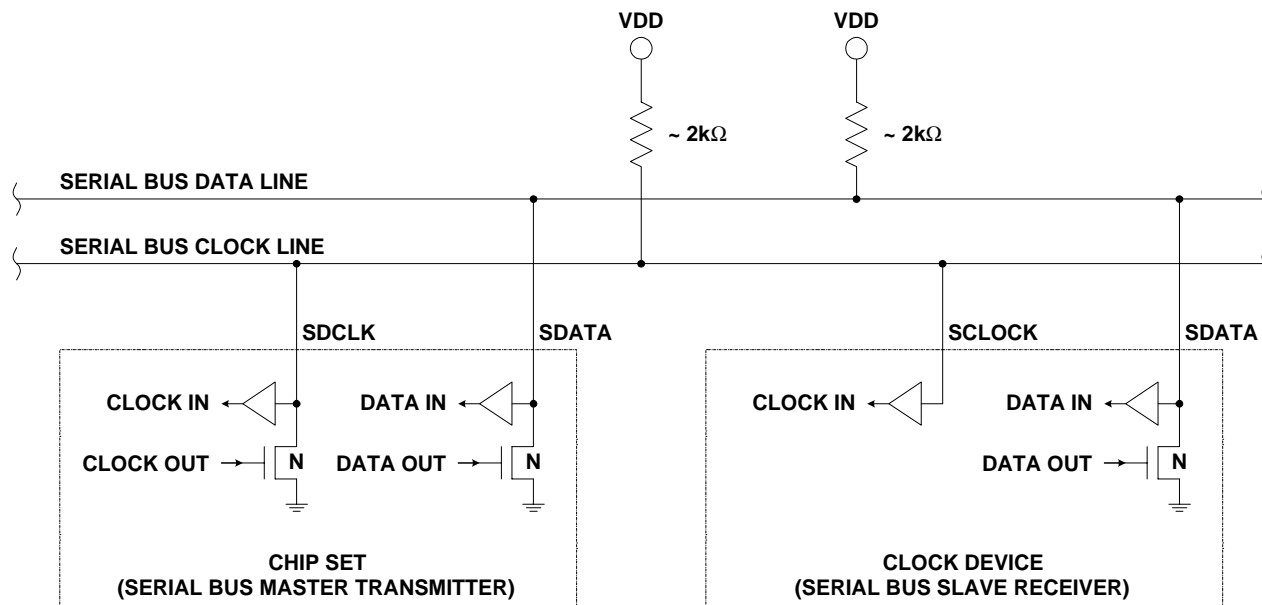 VDD
VDD
~ 2kΩ
~ 2kΩ
SERIAL BUS DATA LINE
SERIAL BUS CLOCK LINE
SDCLK
SDATA
SCLOCK
SDATA
CLOCK IN
DATA IN
CLOCK IN
DATA IN
CLOCK OUT
N
DATA OUT
N
DATA OUT
N
CHIP SET
(SERIAL BUS MASTER TRANSMITTER)
CLOCK DEVICE
(SERIAL BUS SLAVE RECEIVER)